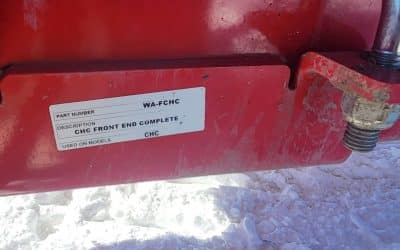 PART NUMBER WA-FCHC
DESCRIPTION
CHC FRONT END COMPLETE
USED ON MODELS CHC